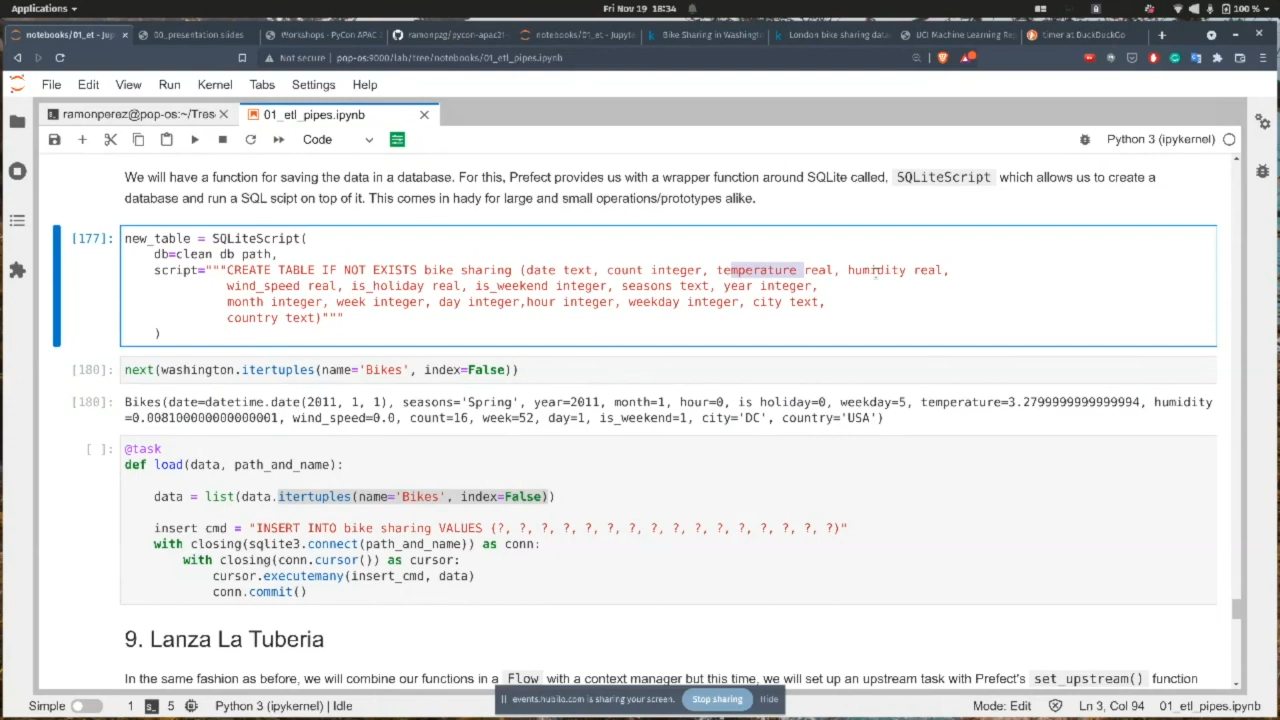 Applications
Fri Nov 19 18:34
100 %
notebooks/01_et - Jup
00_presentation slides
Workshops - PyCon APAC
ramonpzg/pycon-apac21-
notebooks/01_et - Jupyte
Bike Sharing in Washingt
London bike sharing data
UCI Machine Learning Re
timer at DuckDuckGo
Not secure pop-os:9000/lab/tree/notebooks/01_etl_pipes.ipynb
File Edit View Run Kernel Tabs Settings Help
ramonperez@pop-os:~/Tres
01_etl_pipes.ipynb
Code
Python 3 (ipykernel)
We will have a function for saving the data in a database. For this, Prefect provides us with a wrapper function around SQLite called, SQLiteScript which allows us to create a
database and run a SQL scipt on top of it. This comes in hady for large and small operations/prototypes alike.
[177]: new_table = SQLiteScript(
db=clean db path,
script="""CREATE TABLE IF NOT EXISTS bike sharing (date text, count integer, temperature real, humidity real,
wind_speed real, is_holiday real, is_weekend integer, seasons text, year integer,
month integer, week integer, day integer,hour integer, weekday integer, city text,
country text)"""
)
[180]: next(washington.itertuples(name='Bikes', index=False))
[180]: Bikes(date=datetime.date(2011, 1, 1), seasons='Spring', year=2011, month=1, hour=0, is holiday=0, weekday=5, temperature=3.2799999999999994, humidity
=0.008100000000000001, wind_speed=0.0, count=16, week=52, day=1, is_weekend=1, city='DC', country='USA')
[ ]: @task
def load(data, path_and_name):
data = list(data.itertuples(name='Bikes', index=False))
insert cmd = "INSERT INTO bike sharing VALUES (?, ?, ?, ?, ?, ?, ?, ?, ?, ?, ?, ?, ?, ?, ?, ?)"
with closing(sqlite3.connect(path_and_name)) as conn:
with closing(conn.cursor()) as cursor:
cursor.executemany(insert_cmd, data)
conn.commit()
9. Lanza La Tuberia
In the same fashion as before, we will combine our functions in a Flow with a context manager but this time, we will set up an upstream task with Prefect's set_upstream() function
events.hubilo.com is sharing your screen. Stop sharing Hide
Simple 1 5 Python 3 (ipykernel) | Idle Mode: Edit Ln 3, Col 94 01_etl_pipes.ipynb